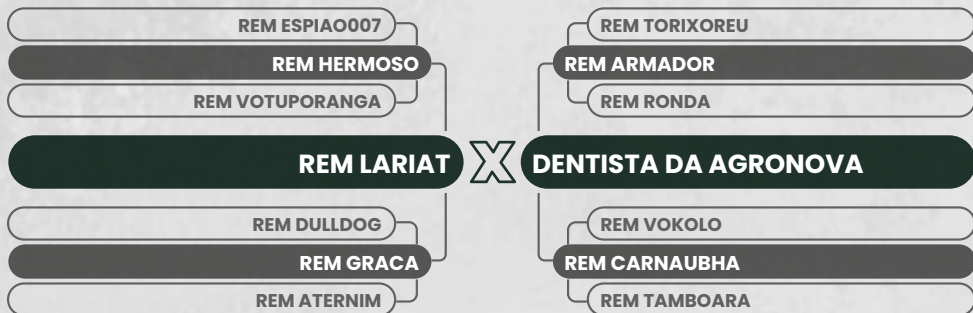 REM ESPIAO007
REM HERMOSO
REM VOTUPORANGA
REM LARIAT X DENTISTA DA AGRONOVA
REM DULLDOG
REM GRACA
REM ATERNIM
REM TORIXOREU
REM ARMADOR
REM RONDA
REM VOKOLO
REM CARNAUBHA
REM TAMBOARA